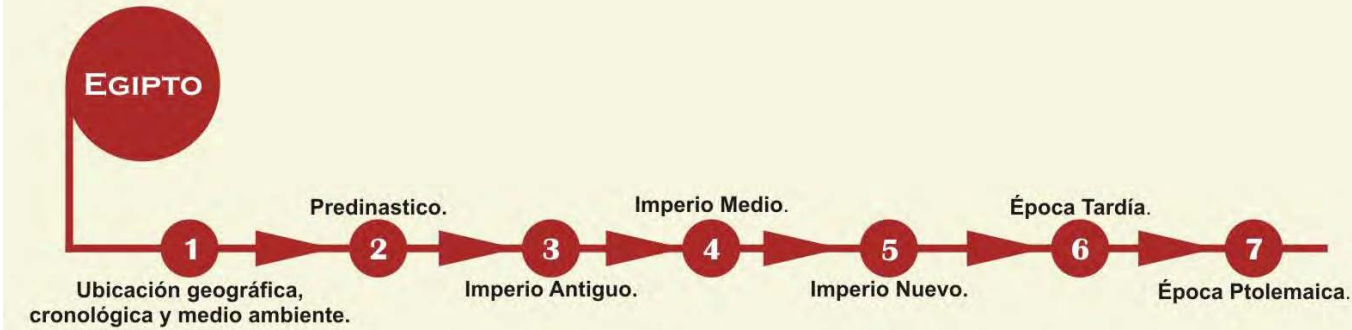 EGIPTO
1
Ubicación geográfica,
cronológica y medio ambiente.
Predinastico.
2
3
Imperio Antiguo.
Imperio Medio.
4
5
Imperio Nuevo.
Época Tardía.
6
7
Época Ptolemaica.